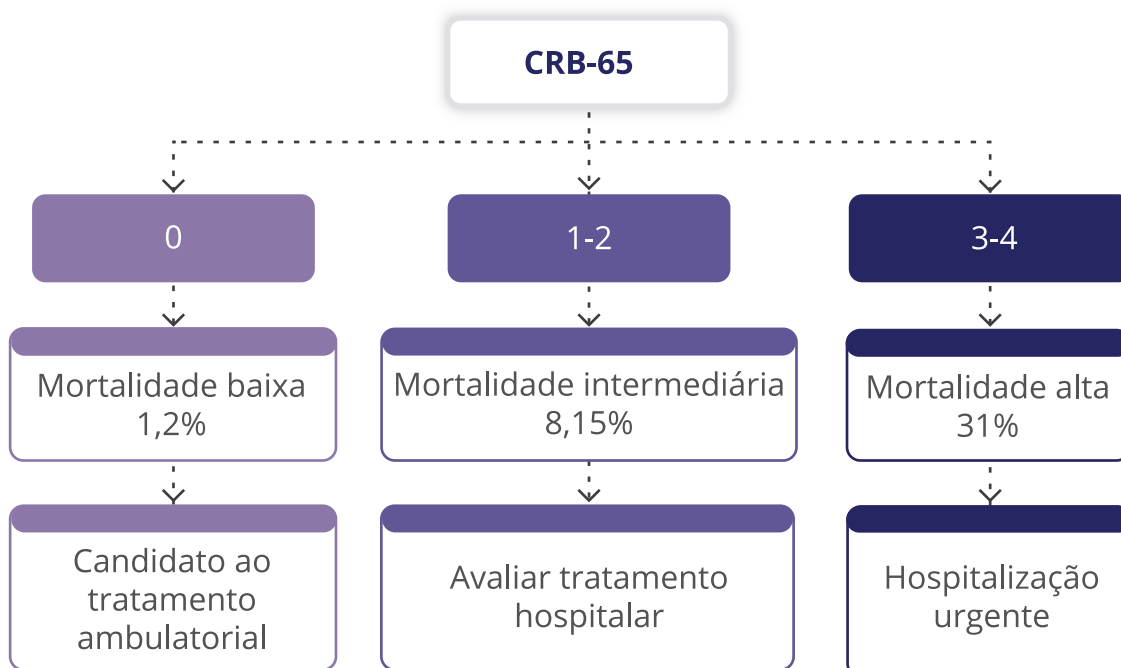 CRB-65
0
1-2
3-4
Mortalidade baixa
1,2%
Mortalidade intermediária
8,15%
Mortalidade alta
31%
Candidato ao
tratamento
ambulatorial
Avaliar tratamento
hospitalar
Hospitalização
urgente